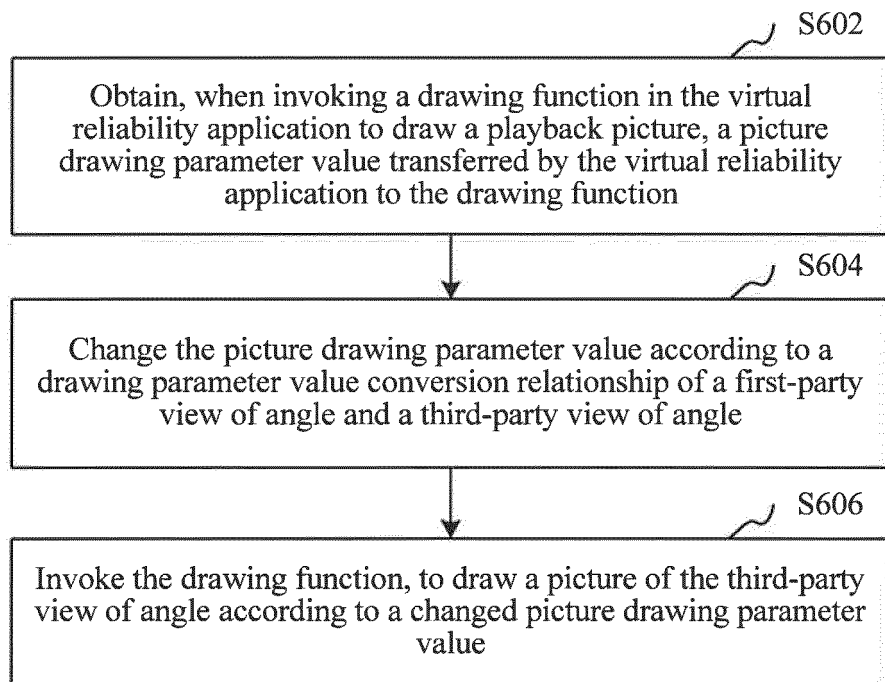 S602
Obtain, when invoking a drawing function in the virtual
reliability application to draw a playback picture, a picture
drawing parameter value transferred by the virtual reliability
application to the drawing function
S604
Change the picture drawing parameter value according to a
drawing parameter value conversion relationship of a first-party
view of angle and a third-party view of angle
S606
Invoke the drawing function, to draw a picture of the third-party
view of angle according to a changed picture drawing parameter
value